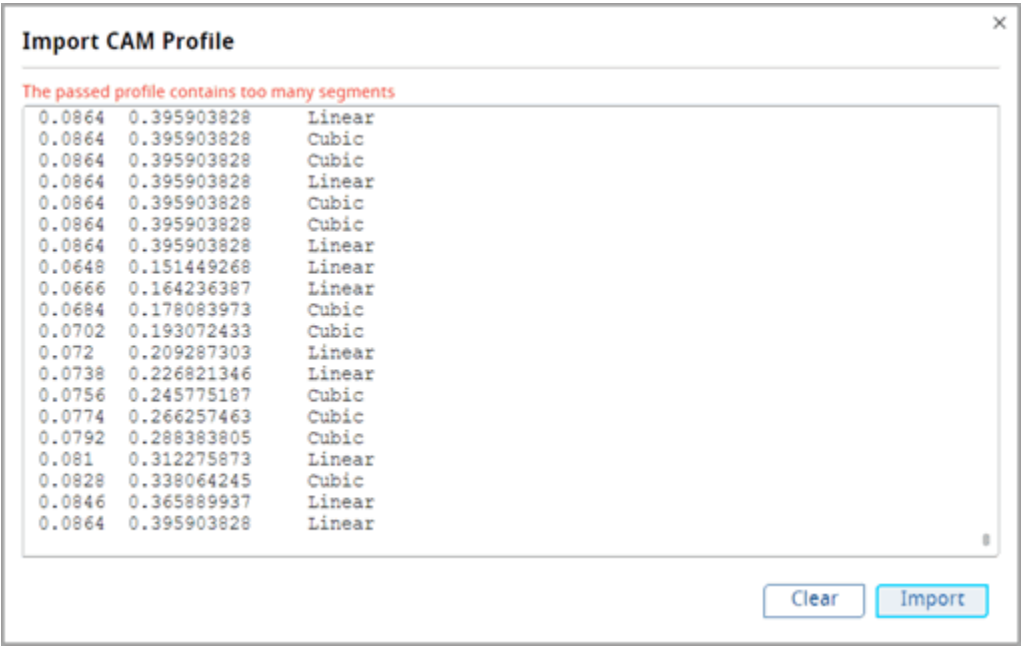 ×
Import CAM Profile
The passed profile contains too many segments
0.0864 0.395903828 Linear
0.0864 0.395903828 Cubic
0.0864 0.395903828 Cubic
0.0864 0.395903828 Linear
0.0864 0.395903828 Cubic
0.0864 0.395903828 Cubic
0.0864 0.395903828 Linear
0.0648 0.151449268 Linear
0.0666 0.164236387 Linear
0.0684 0.178083973 Cubic
0.0702 0.193072433 Cubic
0.072 0.209287303 Linear
0.0738 0.226821346 Linear
0.0756 0.245775187 Cubic
0.0774 0.266257463 Cubic
0.0792 0.288383805 Cubic
0.081 0.312275873 Linear
0.0828 0.338064245 Cubic
0.0846 0.365889937 Linear
0.0864 0.395903828 Linear
Clear Import